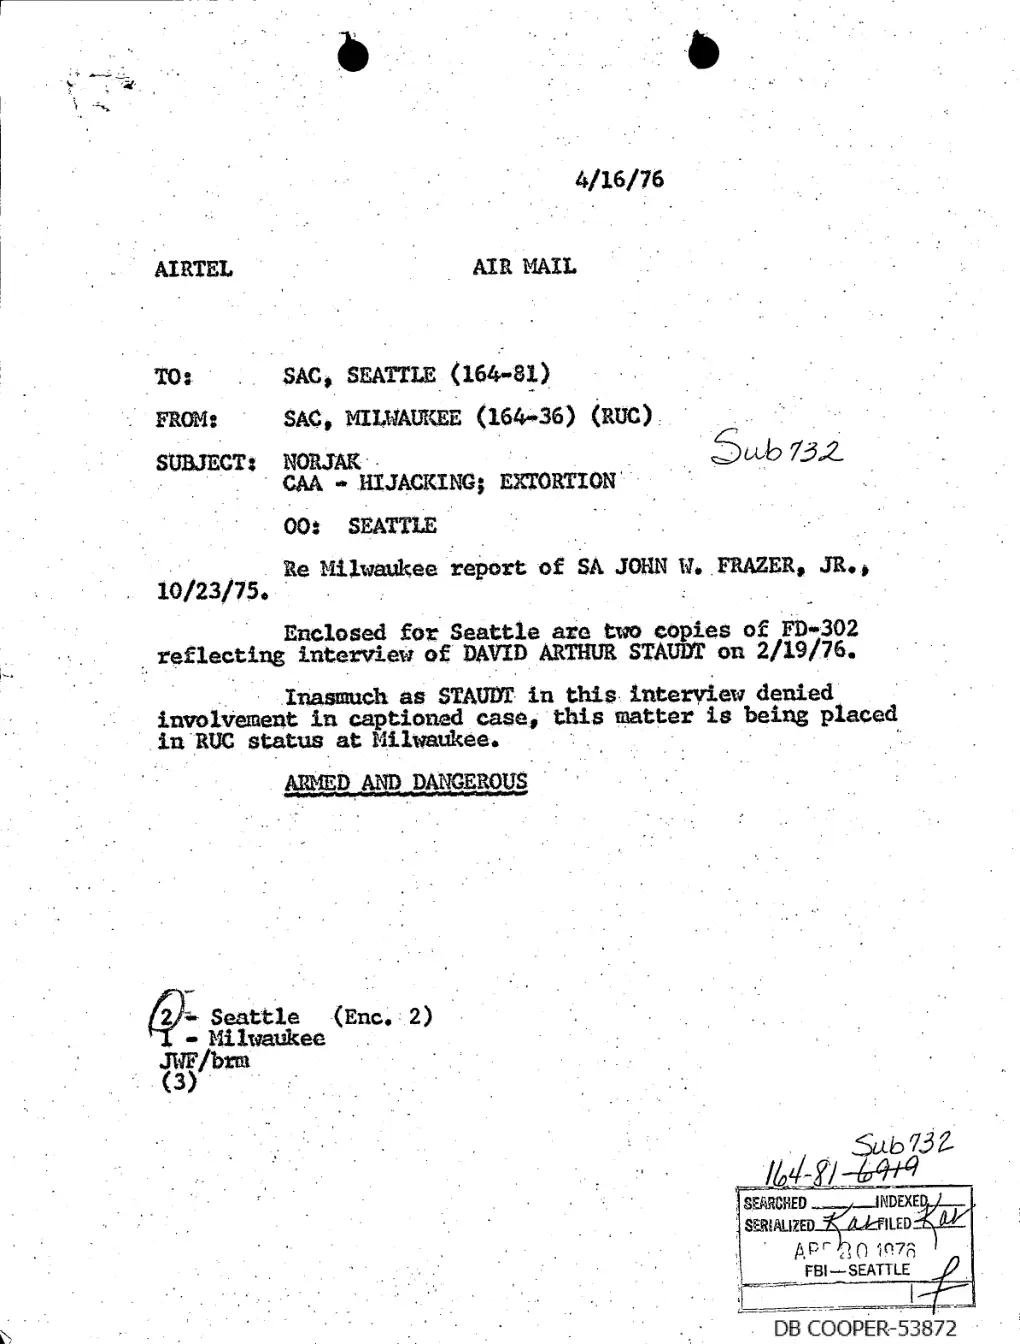 4/16/76
AIRTEL AIR MAIL
TO: SAC, SEATTLE (164-81)
FROM: SAC, MILWAUKEE (164-36) (RUC)
Sub 732
SUBJECT: NORJAK
CAA - HIJACKING; EXTORTION
OO: SEATTLE
Re Milwaukee report of SA JOHN W. FRAZER, JR.,
10/23/75.
Enclosed for Seattle are two copies of FD-302
reflecting interview of DAVID ARTHUR STAUDT on 2/19/76.
Inasmuch as STAUDT in this interview denied
involvement in captioned case, this matter is being placed
in RUC status at Milwaukee.
ARMED AND DANGEROUS
2 - Seattle (Enc. 2)
1 - Milwaukee
JWF/brm
(3)
Sub 732
164-81-6919
SEARCHED INDEXED
SERIALIZED FILED
APR 20 1976
FBI—SEATTLE
DB COOPER-53872